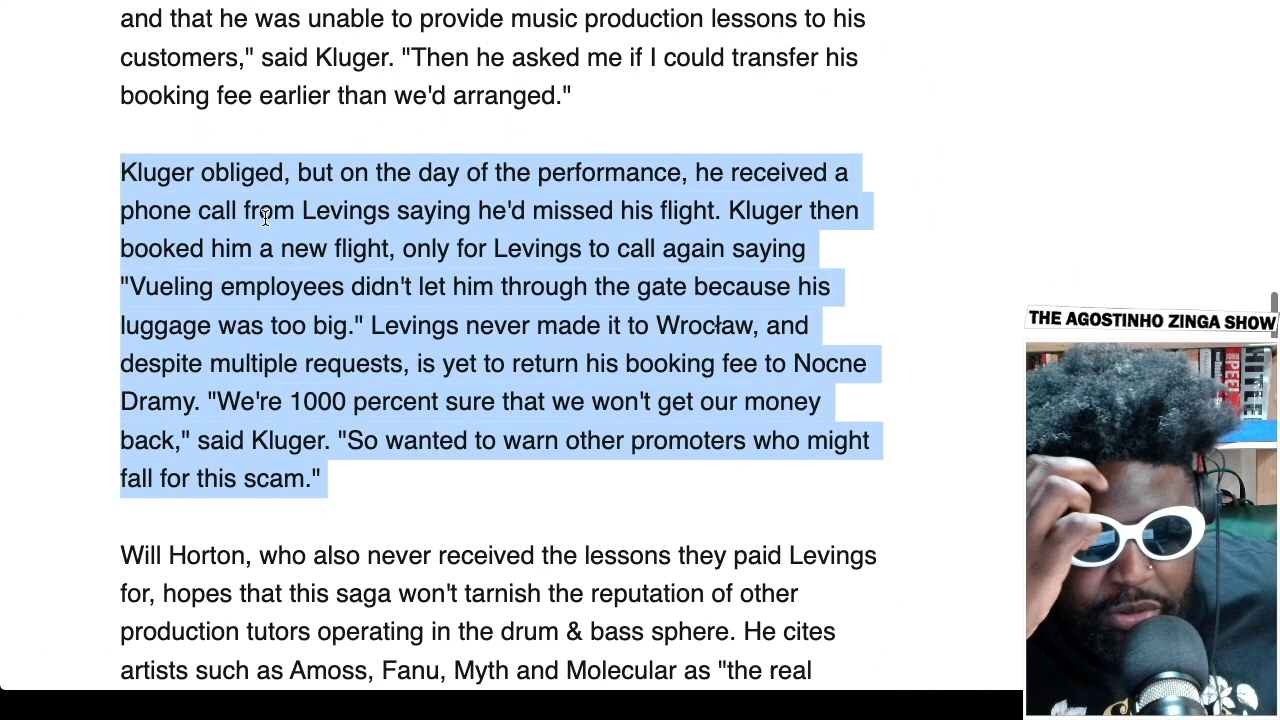 and that he was unable to provide music production lessons to his
customers," said Kluger. "Then he asked me if I could transfer his
booking fee earlier than we'd arranged."
Kluger obliged, but on the day of the performance, he received a
phone call from Levings saying he'd missed his flight. Kluger then
booked him a new flight, only for Levings to call again saying
"Vueling employees didn't let him through the gate because his
luggage was too big." Levings never made it to Wrocław, and
despite multiple requests, is yet to return his booking fee to Nocne
Dramy. "We're 1000 percent sure that we won't get our money
back," said Kluger. "So wanted to warn other promoters who might
fall for this scam."
Will Horton, who also never received the lessons they paid Levings
for, hopes that this saga won't tarnish the reputation of other
production tutors operating in the drum & bass sphere. He cites
artists such as Amoss, Fanu, Myth and Molecular as "the real
THE AGOSTINHO ZINGA SHOW